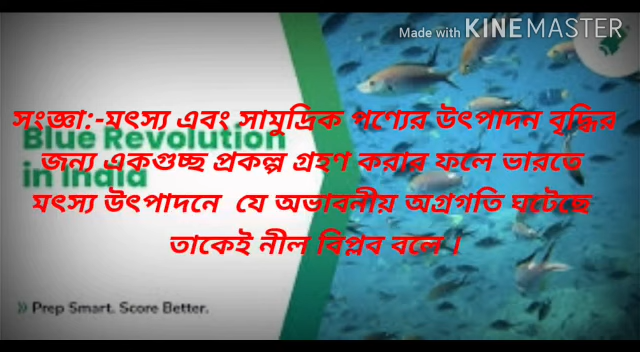 Made with KINEMASTER
সংজ্ঞা:-মৎস্য এবং সামুদ্রিক পণ্যের উৎপাদন বৃদ্ধির
Blue Revolution
জন্য একগুচ্ছ প্রকল্প গ্রহণ করার ফলে ভারতে
in India
মৎস্য উৎপাদনে যে অভাবনীয় অগ্রগতি ঘটেছে
তাকেই নীল বিপ্লব বলে ।
Prep Smart. Score Better.